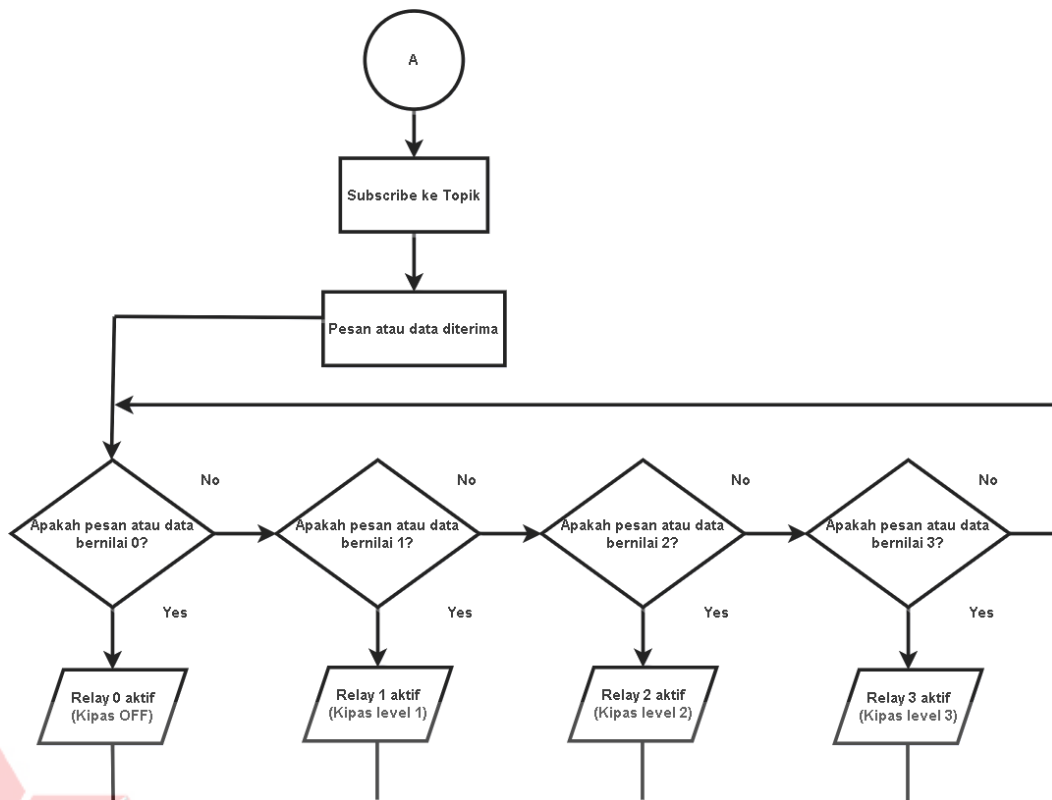 A
Subscribe ke Topik
Pesan atau data diterima
No
No
No
No
Apakah pesan atau data
bernilai 0?
Apakah pesan atau data
bernilai 1?
Apakah pesan atau data
bernilai 2?
Apakah pesan atau data
bernilai 3?
Yes
Yes
Yes
Yes
Relay 0 aktif
(Kipas OFF)
Relay 1 aktif
(Kipas level 1)
Relay 2 aktif
(Kipas level 2)
Relay 3 aktif
(Kipas level 3)